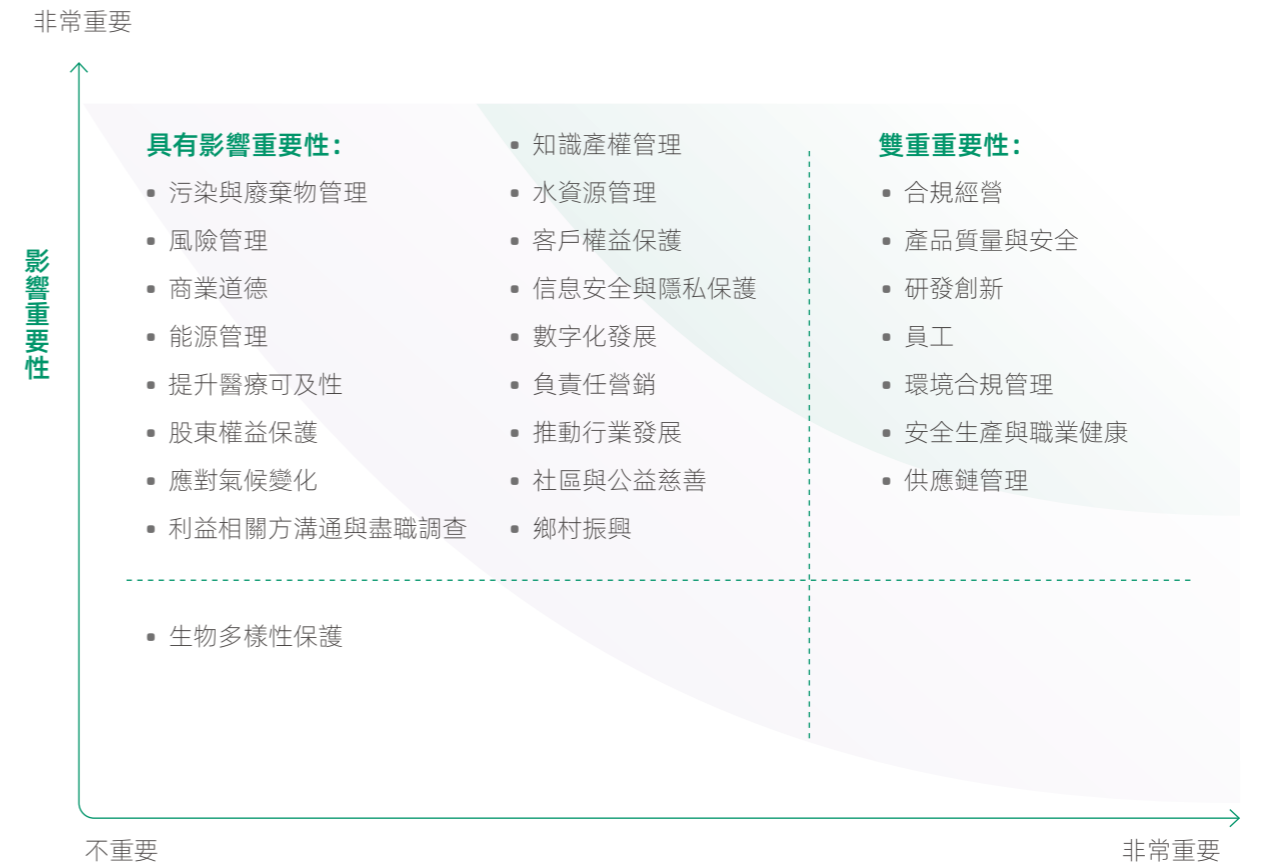 非常重要
影響重要性
具有影響重要性：
污染與廢棄物管理
風險管理
商業道德
能源管理
提升醫療可及性
股東權益保護
應對氣候變化
利益相關方溝通與盡職調查
知識產權管理
水資源管理
客戶權益保護
信息安全與隱私保護
數字化發展
負責任營銷
推動行業發展
社區與公益慈善
鄉村振興
雙重重要性：
合規經營
產品質量與安全
研發創新
員工
環境合規管理
安全生產與職業健康
供應鏈管理
生物多樣性保護
不重要
非常重要